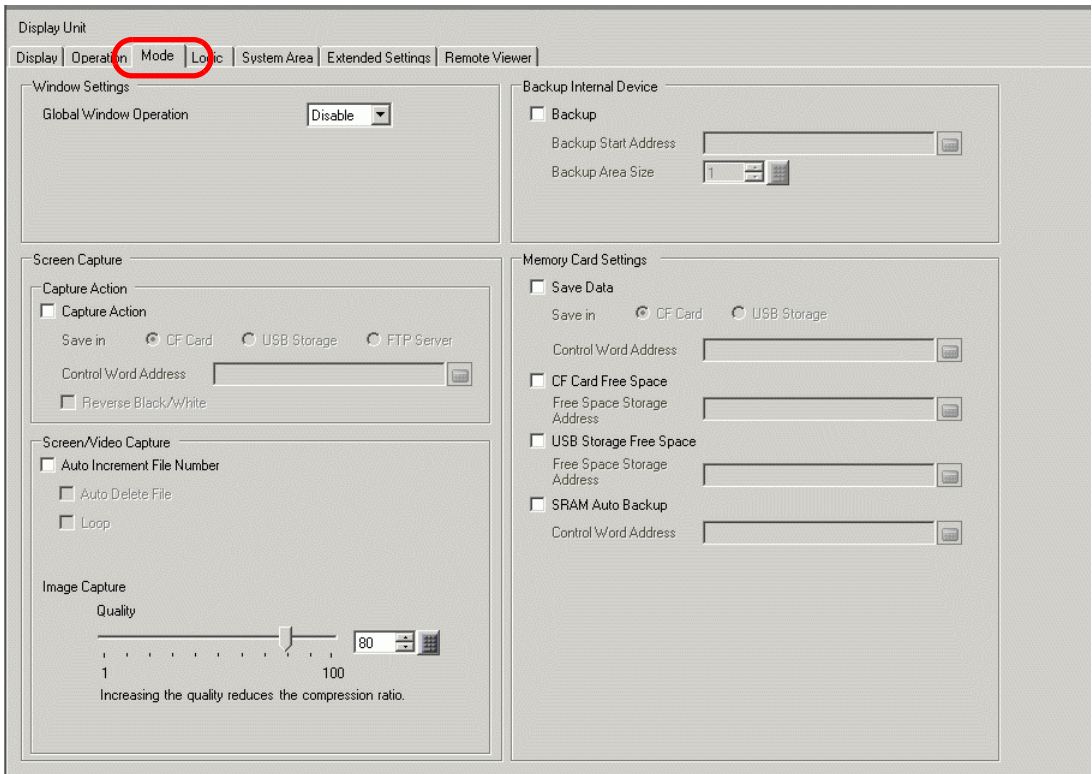 Display Unit
Display Operation Mode Logic System Area Extended Settings Remote Viewer
Window Settings
Global Window Operation Disable
Backup Internal Device
Backup
Backup Start Address
Backup Area Size 1
Screen Capture
Capture Action
Capture Action
Save in CF Card USB Storage FTP Server
Control Word Address
Reverse Black/White
Screen/Video Capture
Auto Increment File Number
Auto Delete File
Loop
Image Capture
Quality
80
1 100
Increasing the quality reduces the compression ratio.
Memory Card Settings
Save Data
Save in CF Card USB Storage
Control Word Address
CF Card Free Space
Free Space Storage
Address
USB Storage Free Space
Free Space Storage
Address
SRAM Auto Backup
Control Word Address